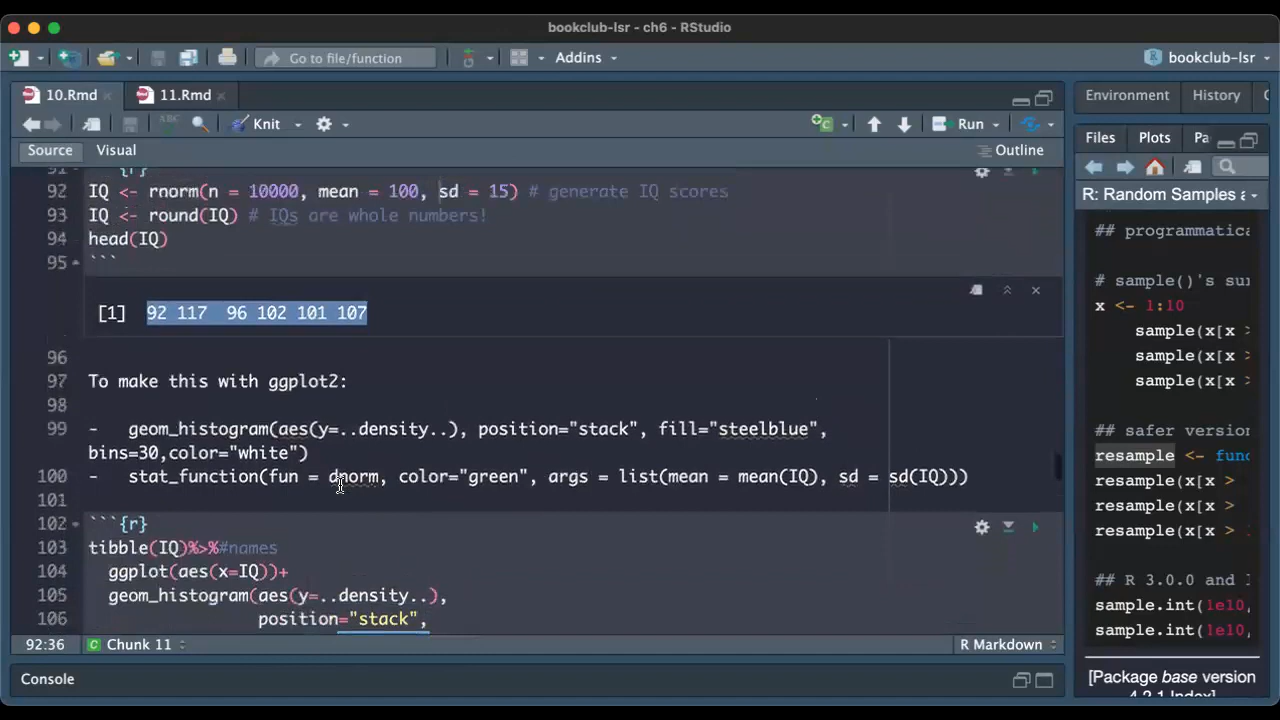 bookclub-lsr - ch6 - RStudio
Go to file/function
Addins
bookclub-lsr
10.Rmd
11.Rmd
Environment
History
Knit
Run
Files
Plots
Pa
Source
Visual
Outline
R: Random Samples a
91 ```{r}
92 IQ <- rnorm(n = 10000, mean = 100, sd = 15) # generate IQ scores
93 IQ <- round(IQ) # IQs are whole numbers!
94 head(IQ)
95 ```
[1] 92 117 96 102 101 107
96
97 To make this with ggplot2:
98
99 - geom_histogram(aes(y=..density..), position="stack", fill="steelblue",
bins=30,color="white")
100 - stat_function(fun = dnorm, color="green", args = list(mean = mean(IQ), sd = sd(IQ)))
101
102 ```{r}
103 tibble(IQ)%>%#names
104 ggplot(aes(x=IQ))+
105 geom_histogram(aes(y=..density..),
106 position="stack",
## programmatica
# sample()'s su
x <- 1:10
sample(x[x >
sample(x[x >
sample(x[x >
## safer version
resample <- func
resample(x[x >
resample(x[x >
resample(x[x >
## R 3.0.0 and
sample.int(1e10,
sample.int(1e10,
92:36
Chunk 11
R Markdown
[Package base version
4.2.1 Index]
Console